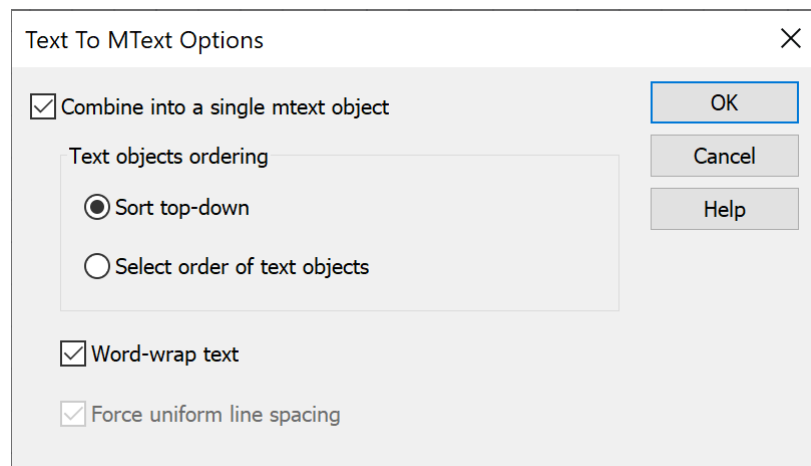 Text To MText Options
Combine into a single mtext object
Text objects ordering
Sort top-down
Select order of text objects
Word-wrap text
Force uniform line spacing
OK
Cancel
Help